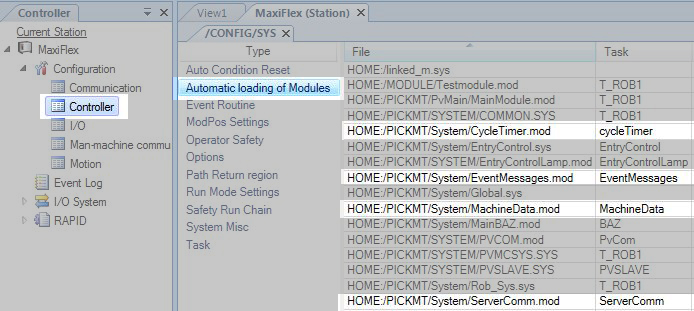 Controller
View1
MaxiFlex (Station)
Current Station
MaxiFlex
Configuration
Communication
Controller
I/O
Man-machine commu
Motion
Event Log
I/O System
RAPID
/CONFIG/SYS
Type
Auto Condition Reset
Automatic loading of Modules
Event Routine
ModPos Settings
Operator Safety
Options
Path Return region
Run Mode Settings
Safety Run Chain
System Misc
Task
File Task
HOME:/linked_m.sys
HOME:/MODULE/Testmodule.mod T_ROB1
HOME:/PICKMT/PvMain/MainModule.mod T_ROB1
HOME:/PICKMT/SYSTEM/COMMON.SYS T_ROB1
HOME:/PICKMT/System/CycleTimer.mod cycleTimer
HOME:/PICKMT/System/EntryControl.sys EntryControl
HOME:/PICKMT/SYSTEM/EntryControlLamp.mod EntryControlLamp
HOME:/PICKMT/System/EventMessages.mod EventMessages
HOME:/PICKMT/System/Global.sys
HOME:/PICKMT/System/MachineData.mod MachineData
HOME:/PICKMT/System/MainBAZ.mod BAZ
HOME:/PICKMT/SYSTEM/PVCOM.mod PvCom
HOME:/PICKMT/SYSTEM/PVMCSYS.SYS T_ROB1
HOME:/PICKMT/SYSTEM/PVSLAVE.SYS PVSLAVE
HOME:/PICKMT/System/Rob_Sys.sys T_ROB1
HOME:/PICKMT/System/ServerComm.mod ServerComm